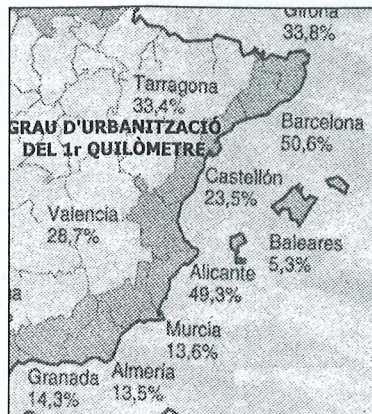 Girona
33,8%
Tarragona
33,4%
GRAU D'URBANITZACIÓ
DEL 1r QUILÒMETRE
Barcelona
50,6%
Castellón
23,5%
Valencia
28,7%
Baleares
5,3%
Alicante
49,3%
a
Murcia
13,6%
Granada
14,3%
Almería
13,5%